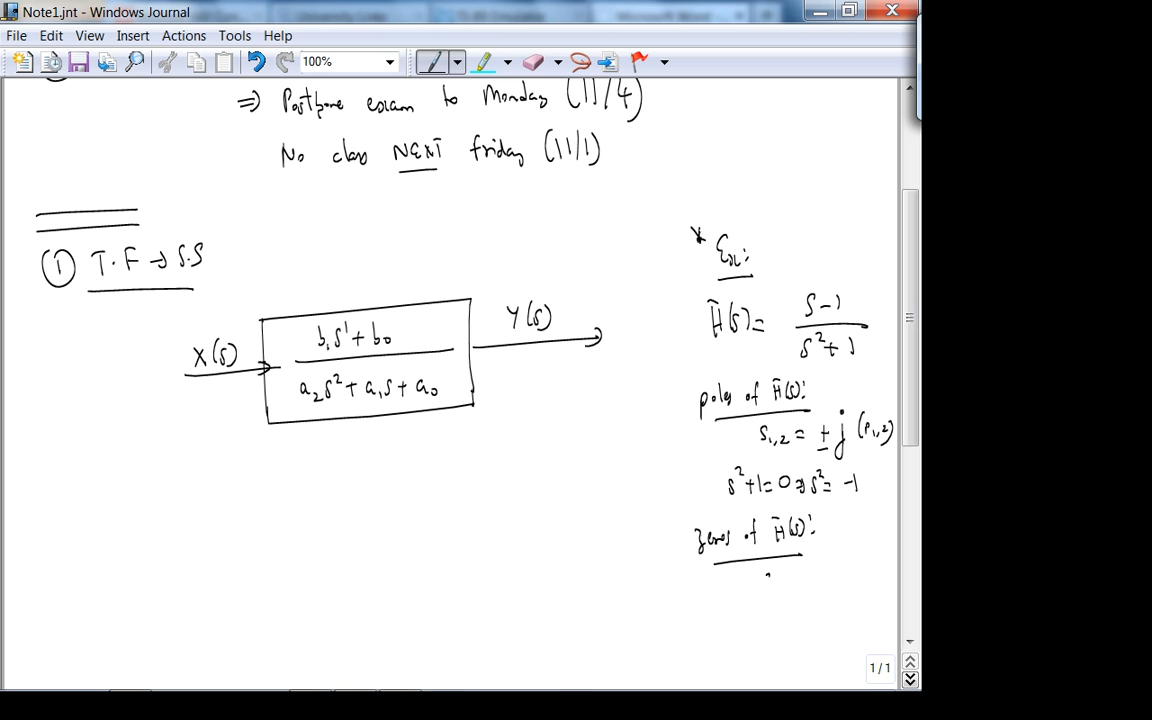 Note1.jnt - Windows Journal
File Edit View Insert Actions Tools Help
100%
⇒ Postpone exam to Monday (11/4)
No class NEXT friday (11/1)
① T.F → S.S
X(s)
b₁s¹ + b₀
a₂s² + a₁s + a₀
Y(s)
* Ex:
H(s) = s-1
s² + 1
poles of H(s):
s₁,₂ = ± j (p₁,₂)
s² + 1 = 0 ⇒ s² = -1
zeros of H(s):
1 / 1